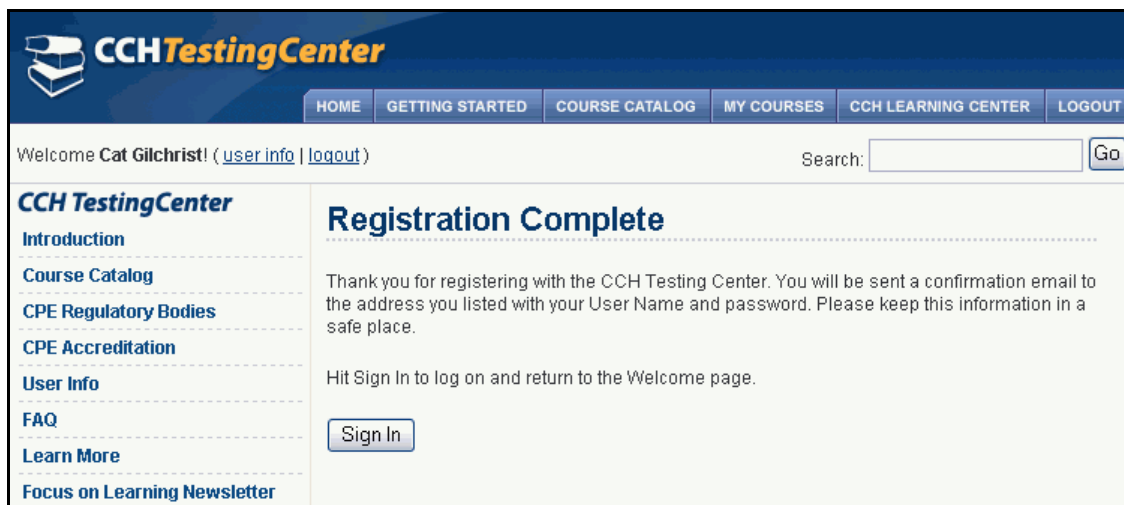 CCHTestingCenter
HOME GETTING STARTED COURSE CATALOG MY COURSES CCH LEARNING CENTER LOGOUT
Welcome Cat Gilchrist! ( user info | logout )
Search: Go
CCH TestingCenter
Introduction
Course Catalog
CPE Regulatory Bodies
CPE Accreditation
User Info
FAQ
Learn More
Focus on Learning Newsletter
Registration Complete
Thank you for registering with the CCH Testing Center. You will be sent a confirmation email to
the address you listed with your User Name and password. Please keep this information in a
safe place.
Hit Sign In to log on and return to the Welcome page.
Sign In